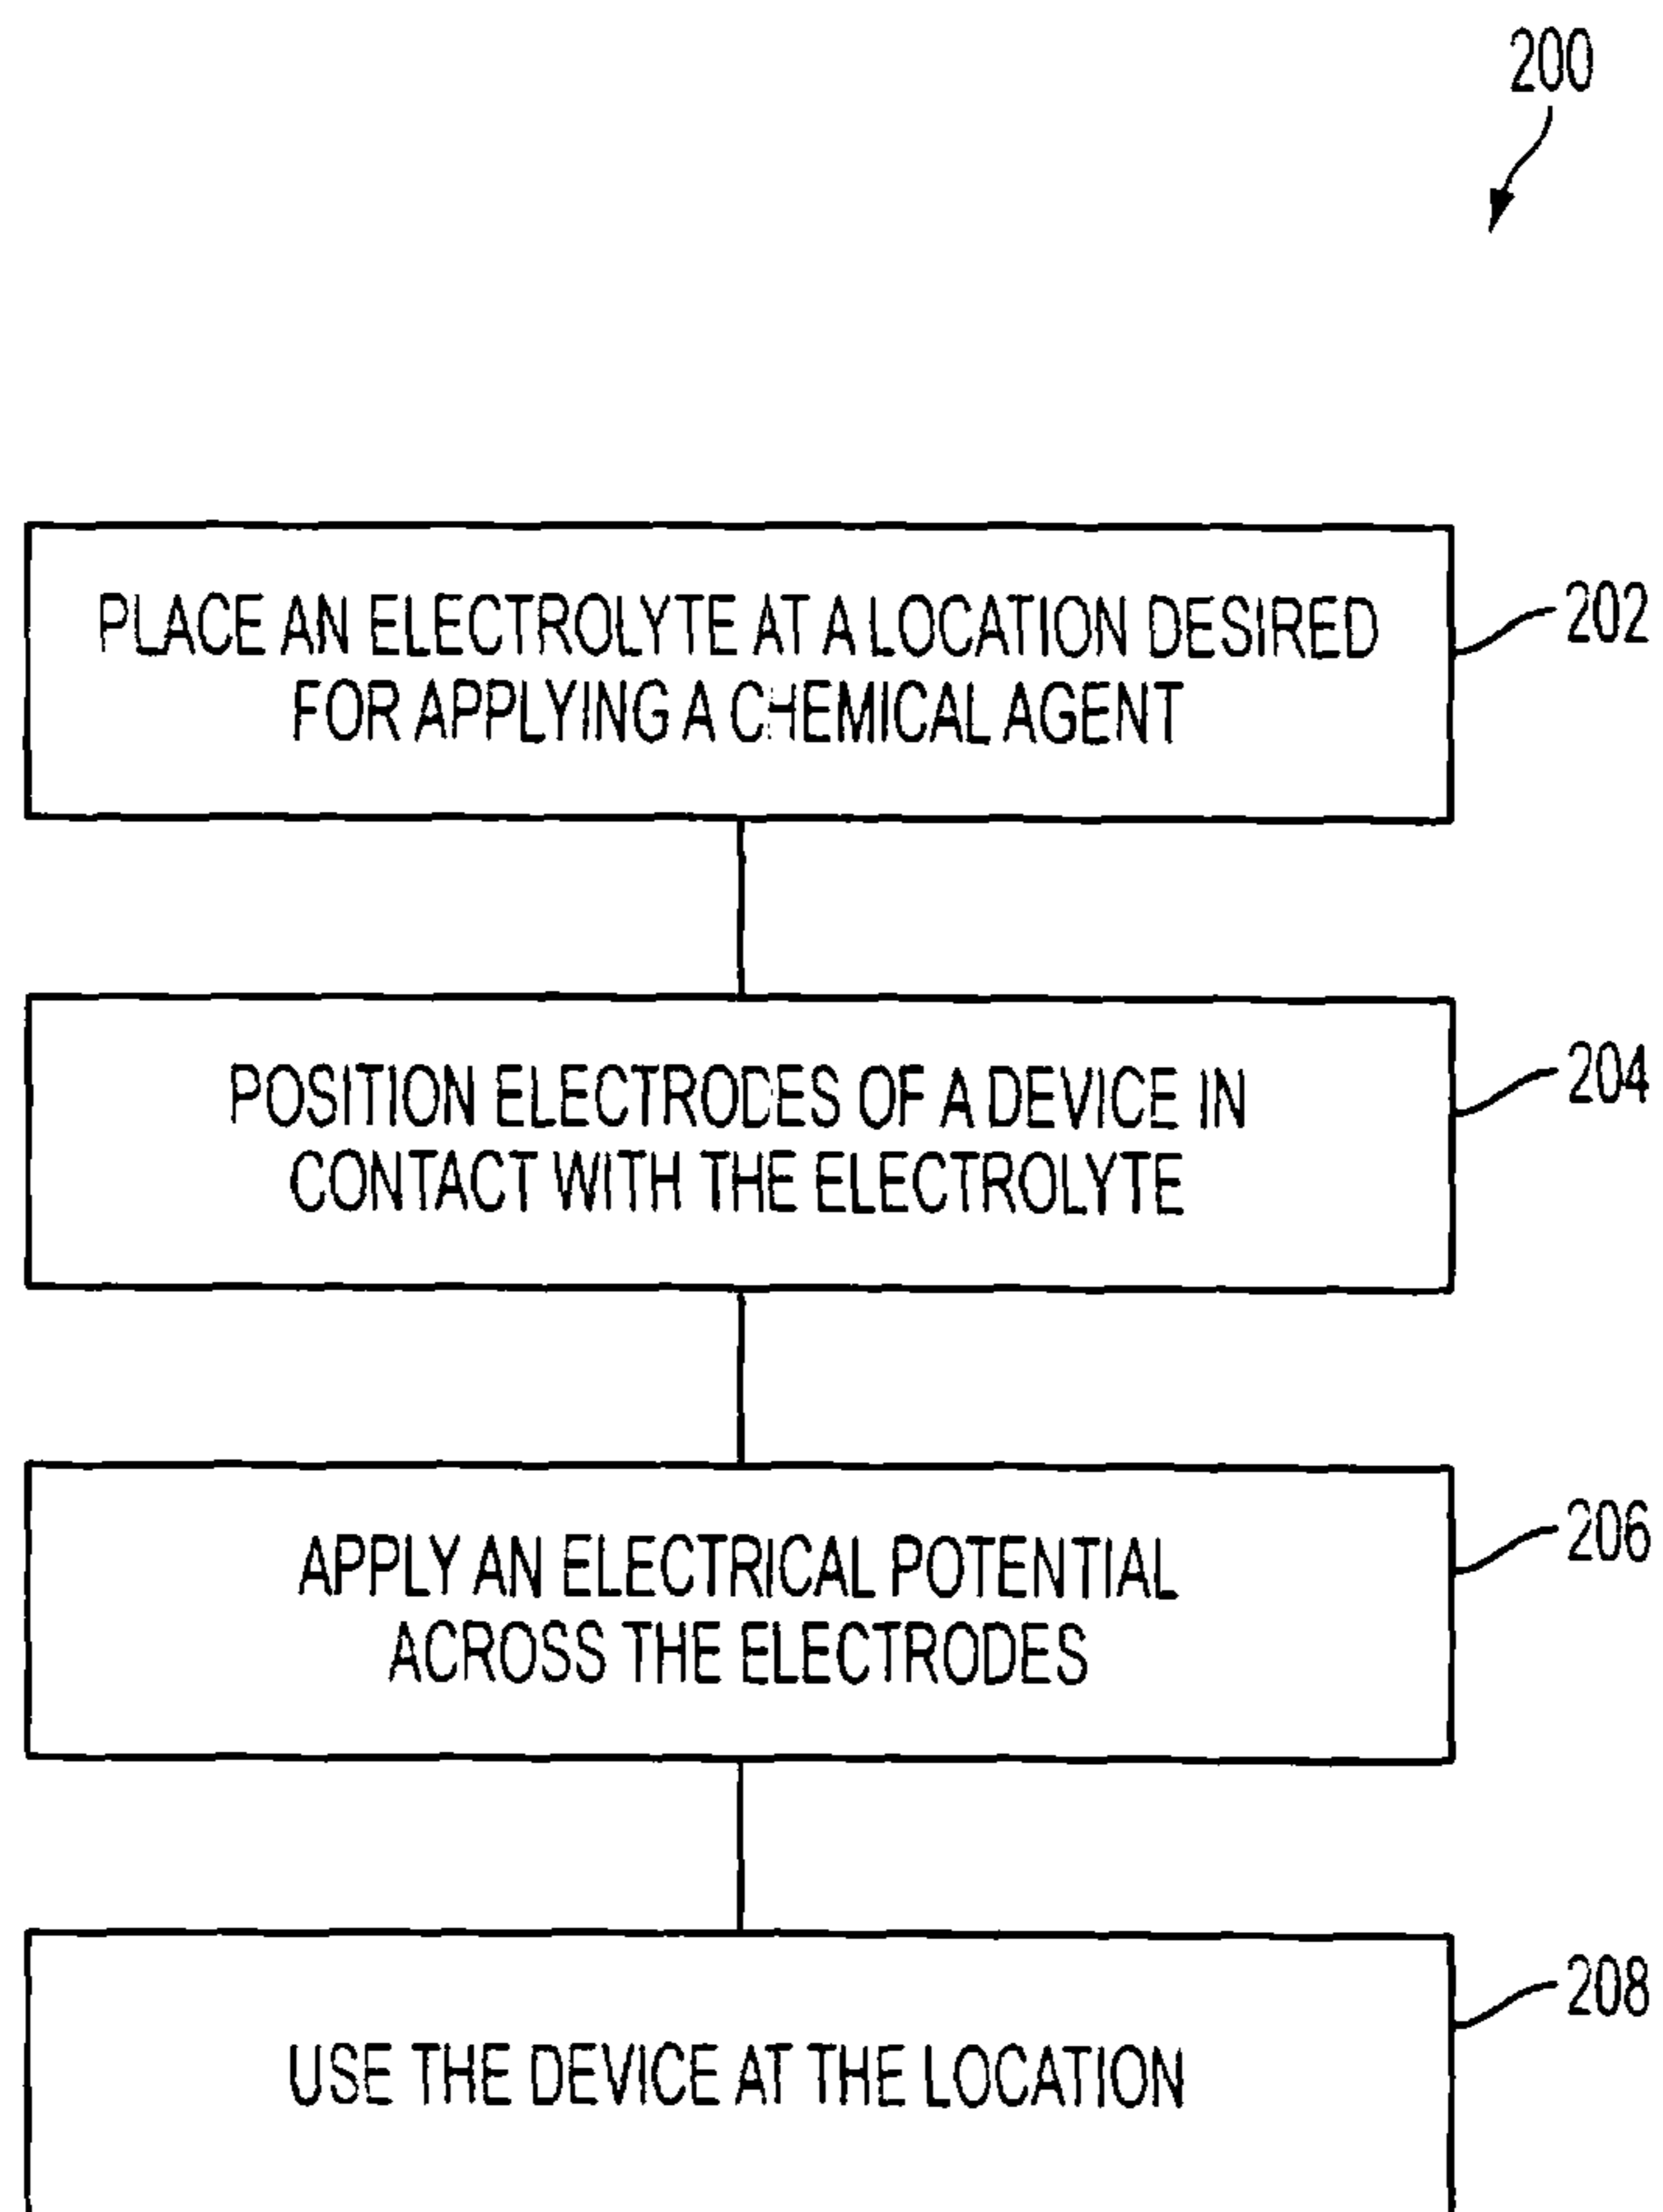 200
PLACE AN ELECTROLYTE AT A LOCATION DESIRED
FOR APPLYING A CHEMICAL AGENT
202
POSITION ELECTRODES OF A DEVICE IN
CONTACT WITH THE ELECTROLYTE
204
APPLY AN ELECTRICAL POTENTIAL
ACROSS THE ELECTRODES
206
USE THE DEVICE AT THE LOCATION
208